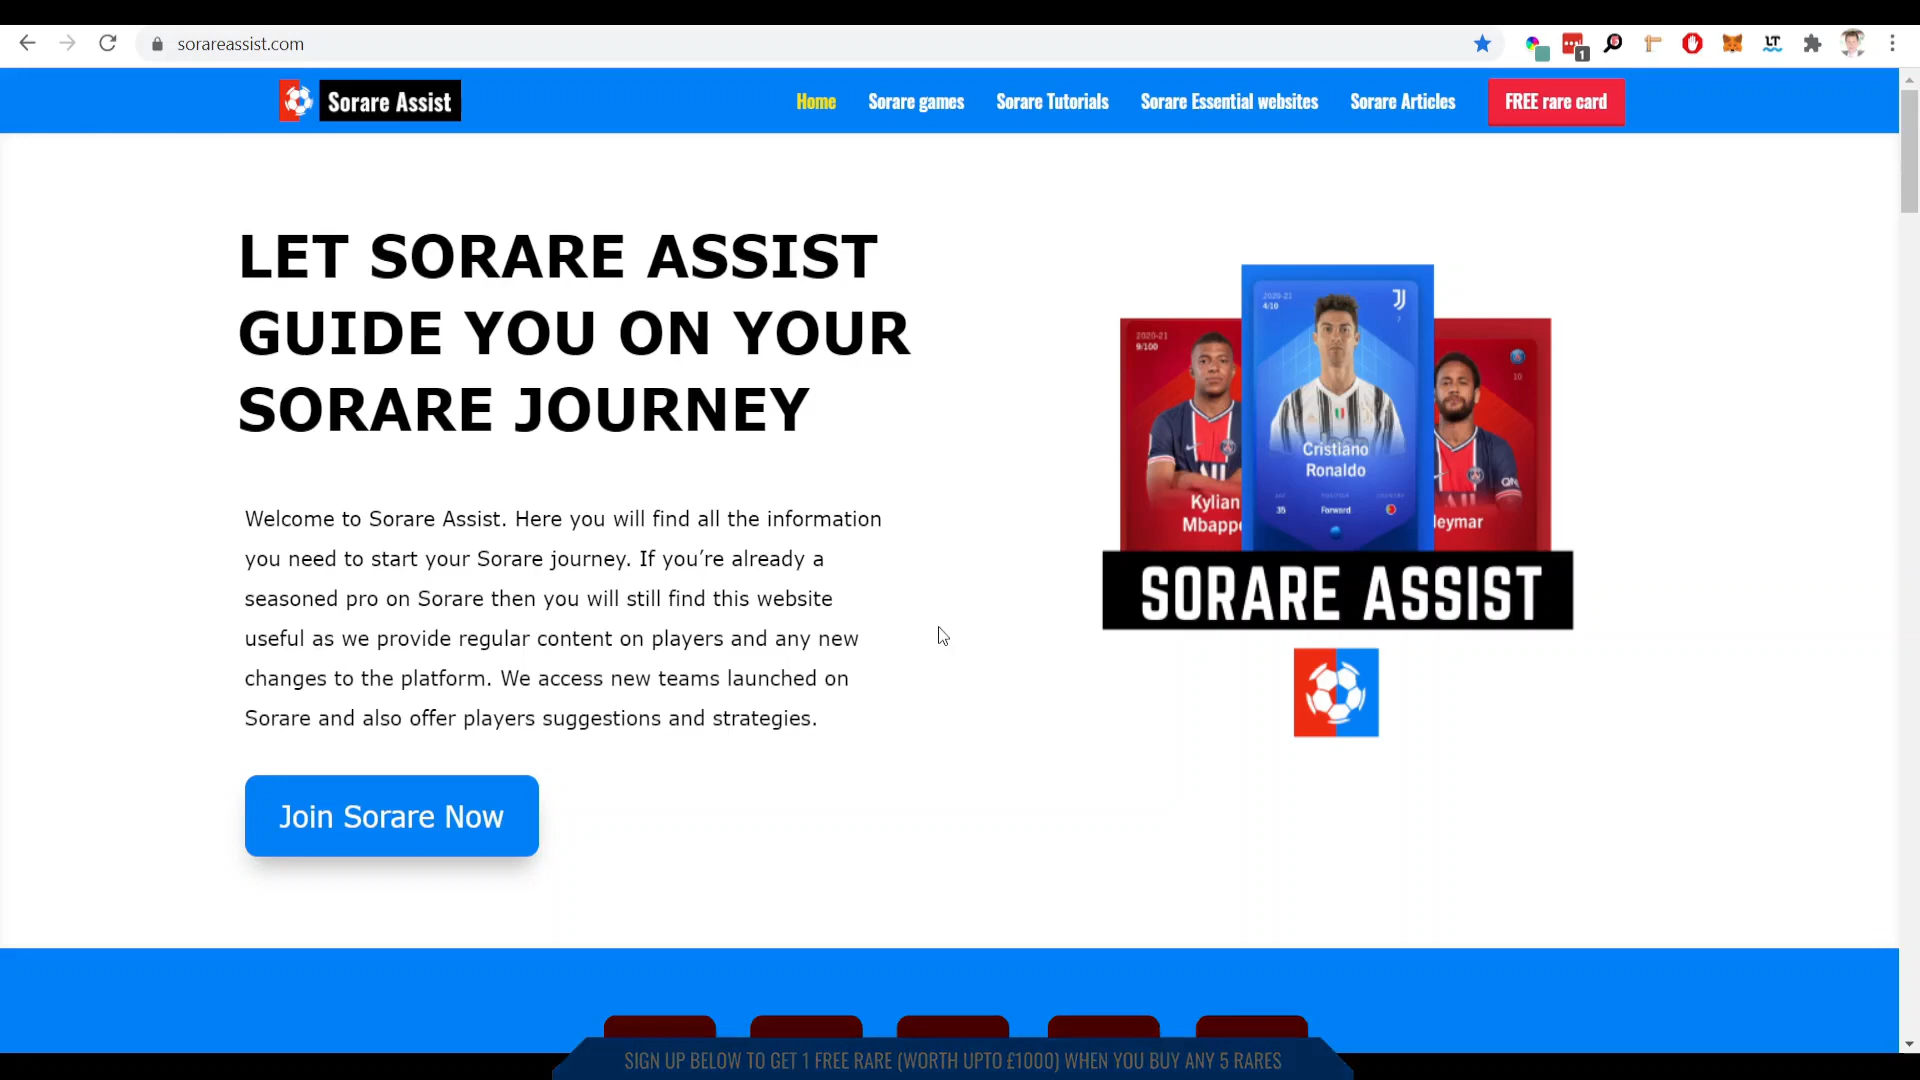 sorareassist.com
1
Sorare Assist
Home
Sorare games
Sorare Tutorials
Sorare Essential websites
Sorare Articles
FREE rare card
LET SORARE ASSIST
GUIDE YOU ON YOUR
SORARE JOURNEY
Welcome to Sorare Assist. Here you will find all the information
you need to start your Sorare journey. If you’re already a
seasoned pro on Sorare then you will still find this website
useful as we provide regular content on players and any new
changes to the platform. We access new teams launched on
Sorare and also offer players suggestions and strategies.
Join Sorare Now
2020-21
9/100
Kylian
Mbappe
2020-21
4/10
Cristiano
Ronaldo
35
Forward
10
Neymar
SORARE ASSIST
SIGN UP BELOW TO GET 1 FREE RARE (WORTH UPTO £1000) WHEN YOU BUY ANY 5 RARES